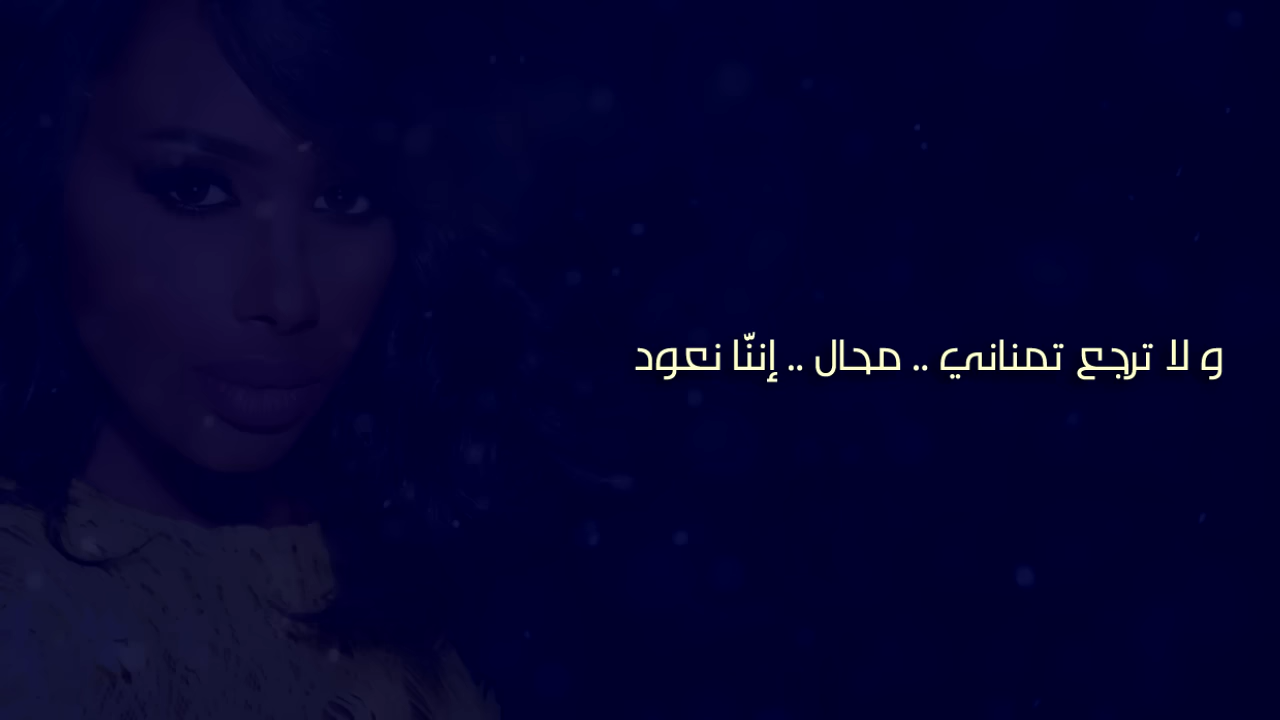 و لا ترجع تمناني .. محال .. إننّا نعود